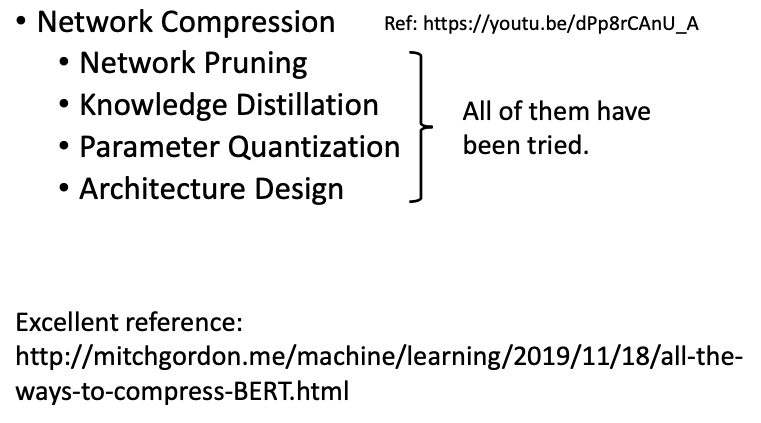 • Network Compression Ref: https://youtu.be/dPp8rCAnU_A
• Network Pruning
• Knowledge Distillation
• Parameter Quantization
• Architecture Design
All of them have
been tried.
Excellent reference:
http://mitchgordon.me/machine/learning/2019/11/18/all-the-
ways-to-compress-BERT.html